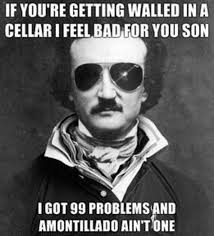 IF YOU'RE GETTING WALLED IN A
CELLAR I FEEL BAD FOR YOU SON
I GOT 99 PROBLEMS AND
AMONTILLADO AIN'T ONE